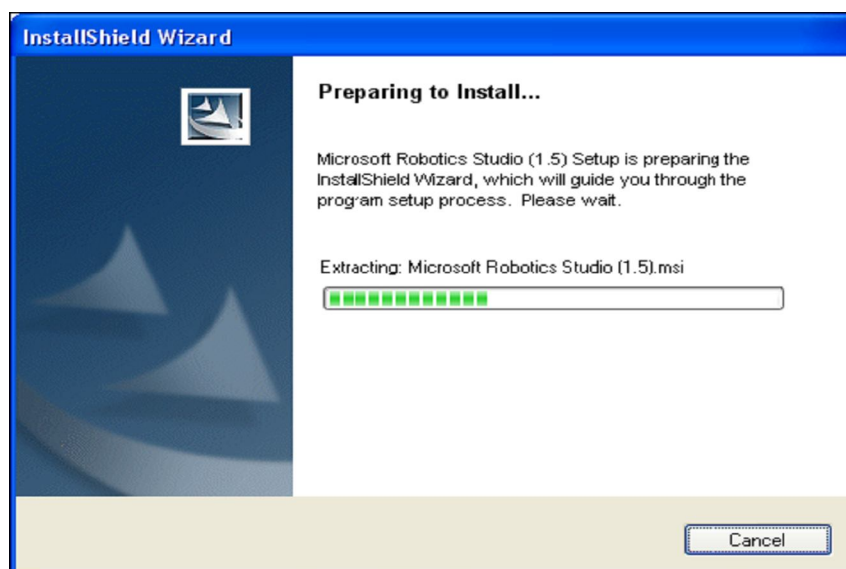 InstallShield Wizard
Preparing to Install...
Microsoft Robotics Studio (1.5) Setup is preparing the
InstallShield Wizard, which will guide you through the
program setup process. Please wait.
Extracting: Microsoft Robotics Studio (1.5).msi
Cancel